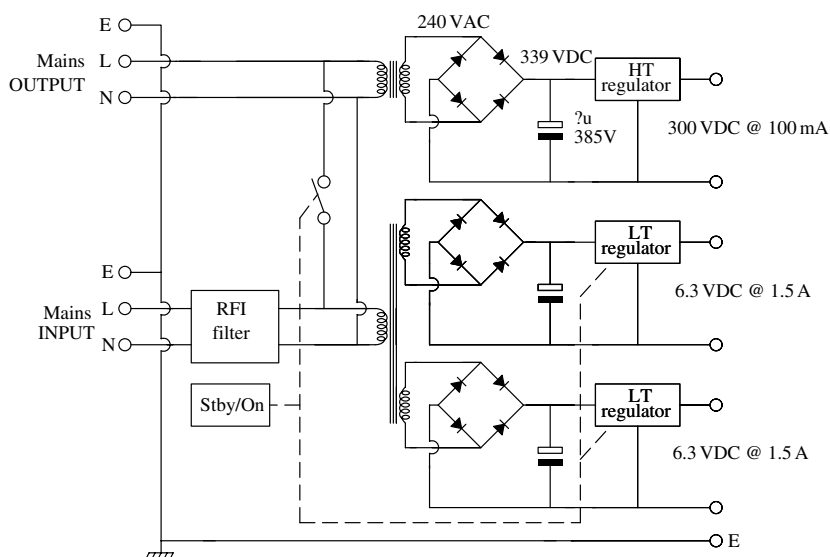 240 VAC
E
Mains
OUTPUT
L
N
339 VDC
HT
regulator
?u
385V
300 VDC @ 100 mA
LT
regulator
E
Mains
INPUT
L
N
RFI
filter
6.3 VDC @ 1.5 A
Stby/On
LT
regulator
6.3 VDC @ 1.5 A
E